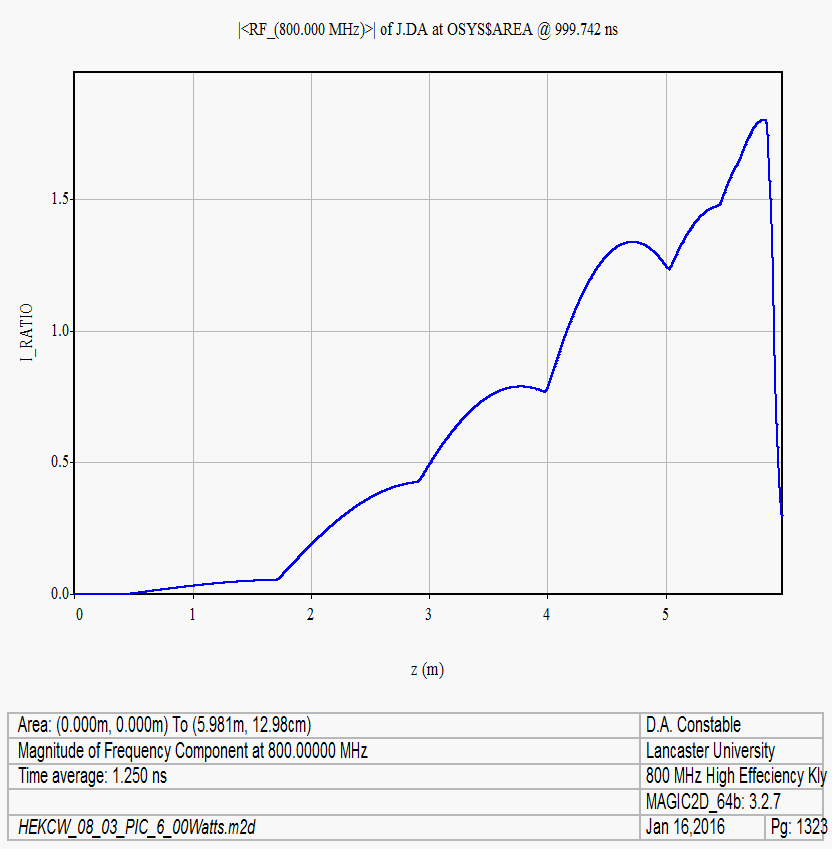 |<RF_(800.000 MHz)>| of J.DA at OSYS$AREA @ 999.742 ns
1.5
1.0
0.5
0.0
I_RATIO
0 1 2 3 4 5
z (m)
Area: (0.000m, 0.000m) To (5.981m, 12.98cm)
D.A. Constable
Magnitude of Frequency Component at 800.00000 MHz
Lancaster University
Time average: 1.250 ns
800 MHz High Effeciency Kly
MAGIC2D_64b: 3.2.7
HEKCW_08_03_PIC_6_00Watts.m2d
Jan 16,2016
Pg: 1323